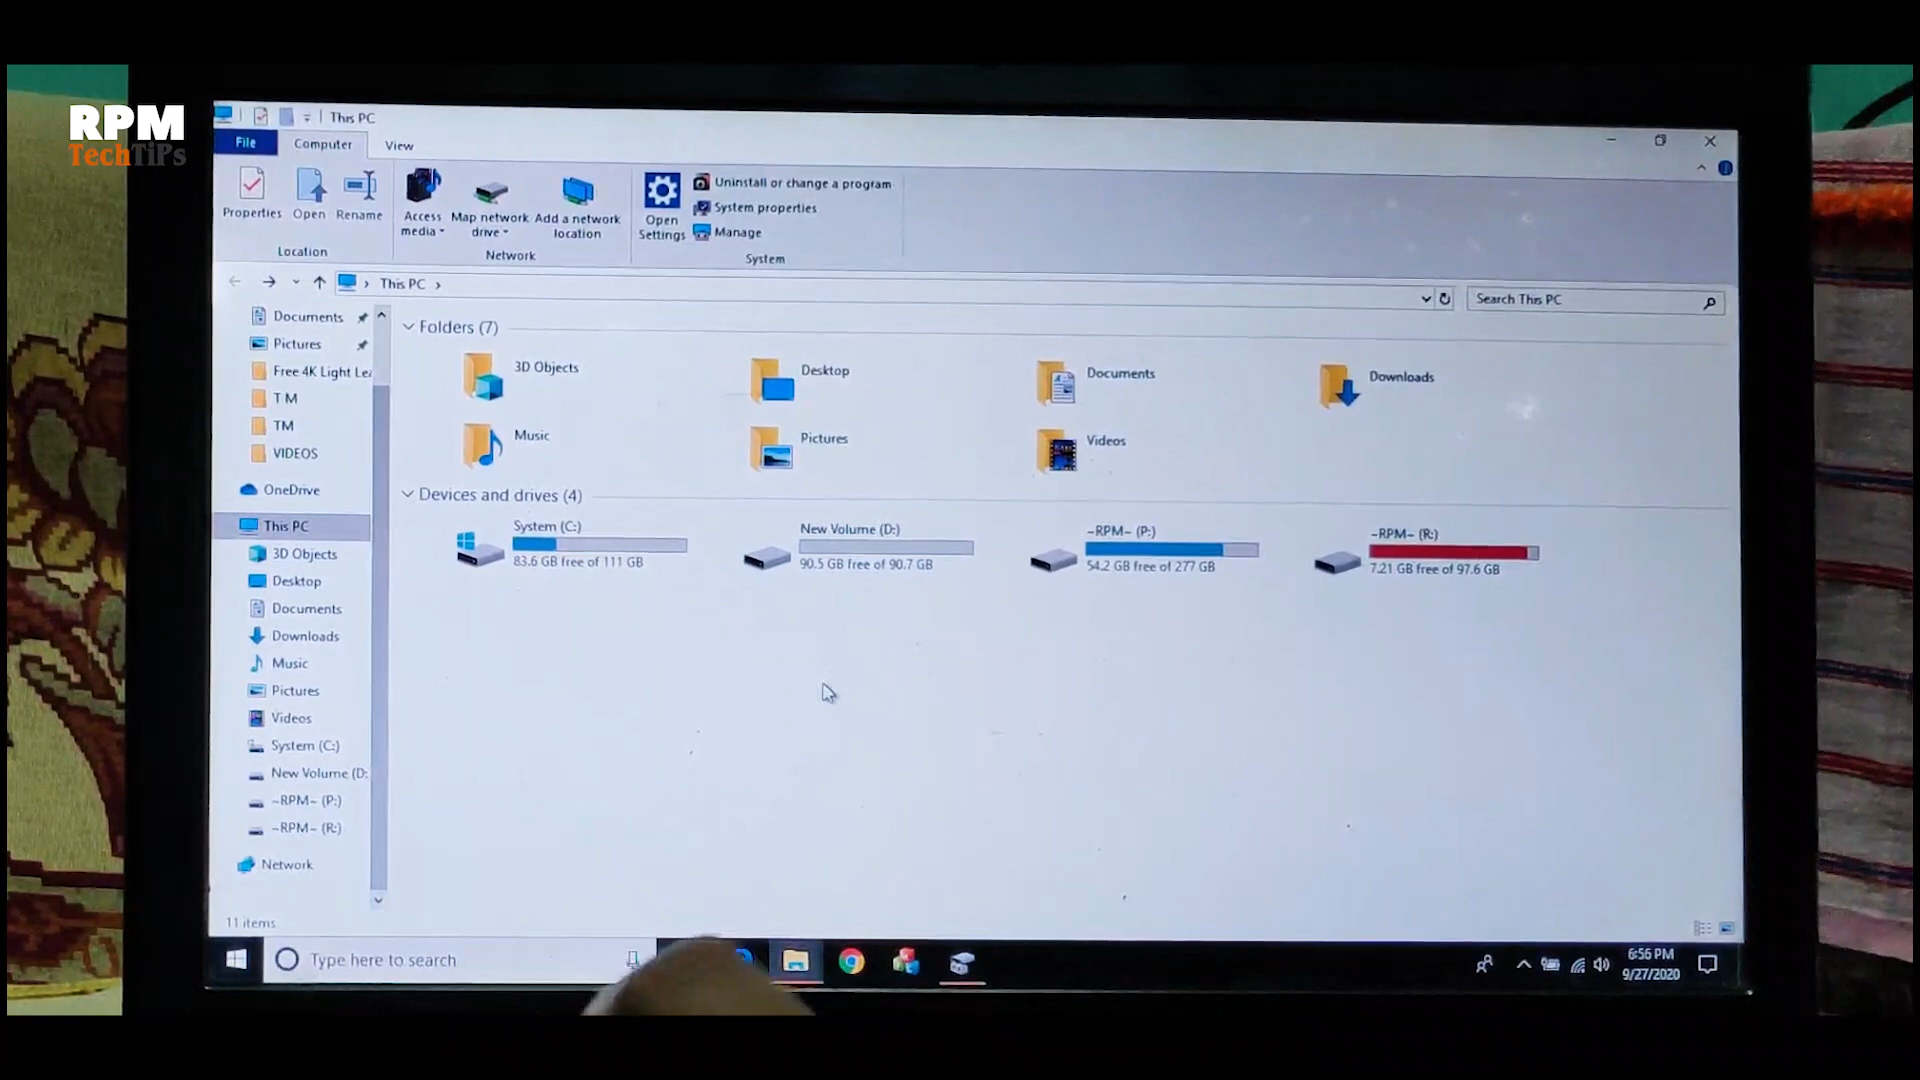 RPM
TechTiPs
This PC
File
Computer
View
Properties
Open
Rename
Access media
Map network drive
Add a network location
Open Settings
Uninstall or change a program
System properties
Manage
Location
Network
System
This PC
Search This PC
Documents
Pictures
Free 4K Light Lea
T M
TM
VIDEOS
OneDrive
This PC
3D Objects
Desktop
Documents
Downloads
Music
Pictures
Videos
System (C:)
New Volume (D:
~RPM~ (P:)
~RPM~ (R:)
Network
Folders (7)
3D Objects
Desktop
Documents
Downloads
Music
Pictures
Videos
Devices and drives (4)
System (C:)
83.6 GB free of 111 GB
New Volume (D:)
90.5 GB free of 90.7 GB
~RPM~ (P:)
54.2 GB free of 277 GB
~RPM~ (R:)
7.21 GB free of 97.6 GB
11 items
Type here to search
6:56 PM
9/27/2020